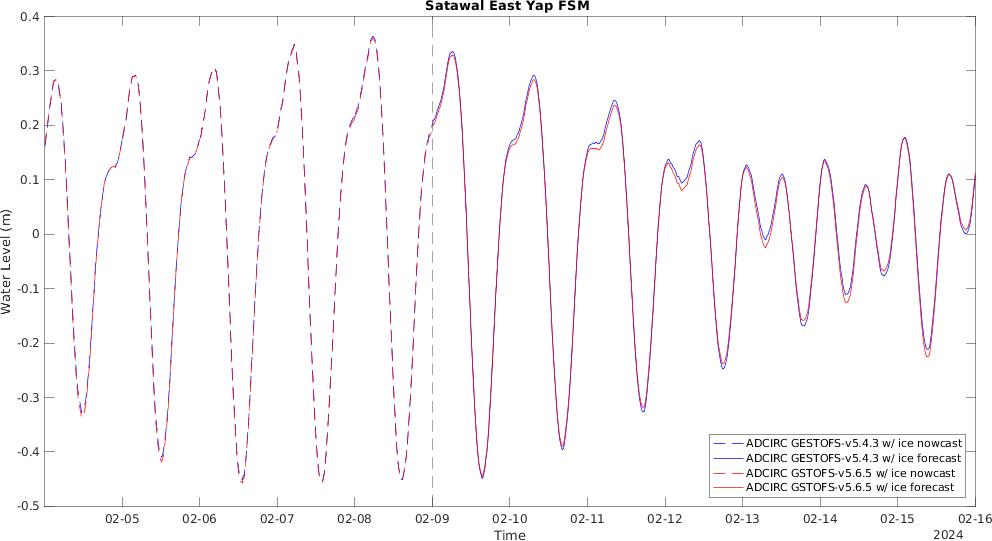 Satawal East Yap FSM
0.4
0.3
0.2
0.1
0
-0.1
-0.2
-0.3
-0.4
-0.5
Water Level (m)
ADCIRC GESTOFS-v5.4.3 w/ ice nowcast
ADCIRC GESTOFS-v5.4.3 w/ ice forecast
ADCIRC GSTOFS-v5.6.5 w/ ice nowcast
ADCIRC GSTOFS-v5.6.5 w/ ice forecast
02-05 02-06 02-07 02-08 02-09 02-10 02-11 02-12 02-13 02-14 02-15 02-16
Time
2024